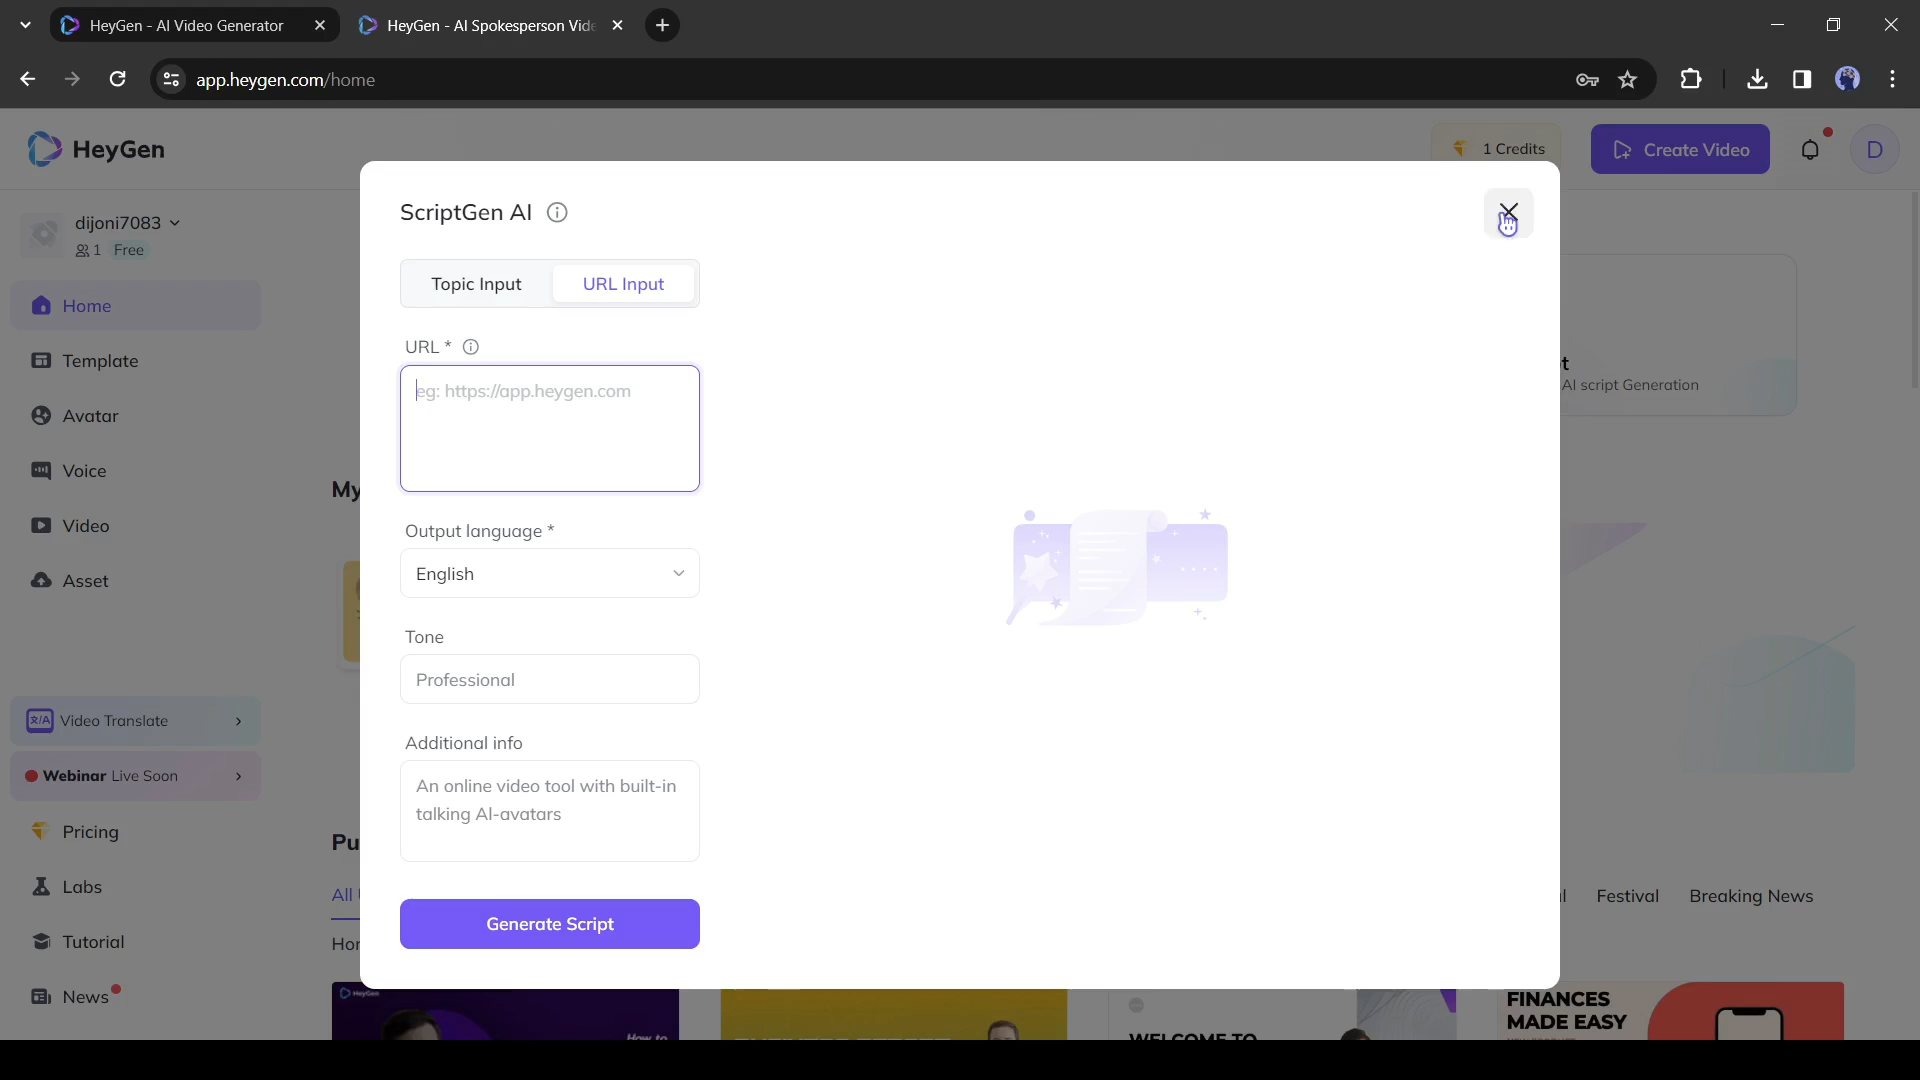 HeyGen - AI Video Generator
HeyGen - AI Spokesperson Vide
app.heygen.com/home
HeyGen
1 Credits
Create Video
D
dijoni7083
1 Free
Home
Template
Avatar
Voice
Video
Asset
Video Translate
Webinar Live Soon
Pricing
Labs
Tutorial
News
ScriptGen AI
Topic Input
URL Input
URL *
eg: https://app.heygen.com
Output language *
English
Tone
Professional
Additional info
An online video tool with built-in
talking AI-avatars
Generate Script
AI script Generation
My
Pu
All
Hor
Festival
Breaking News
HeyGen
How to
WELCOME TO
FINANCES
MADE EASY